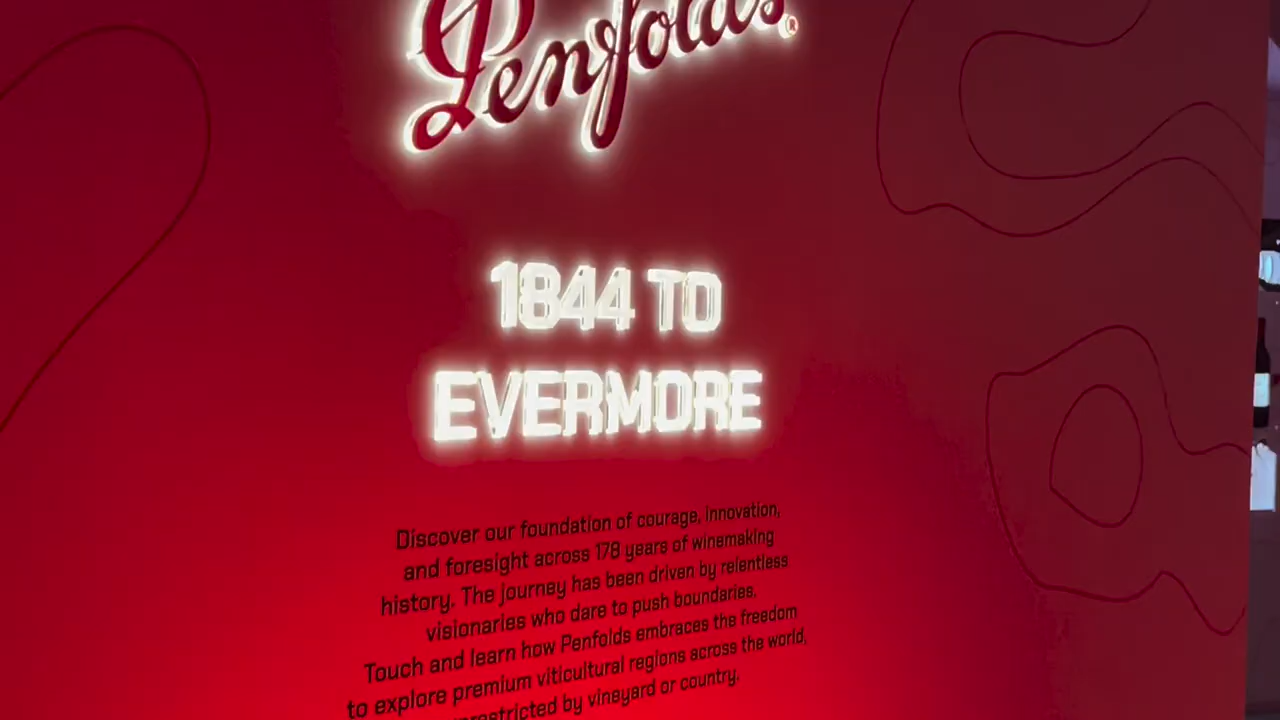 Penfolds®
1844 TO
EVERMORE
Discover our foundation of courage, innovation,
and foresight across 178 years of winemaking
history. The journey has been driven by relentless
visionaries who dare to push boundaries.
Touch and learn how Penfolds embraces the freedom
to explore premium viticultural regions across the world,
unrestricted by vineyard or country.